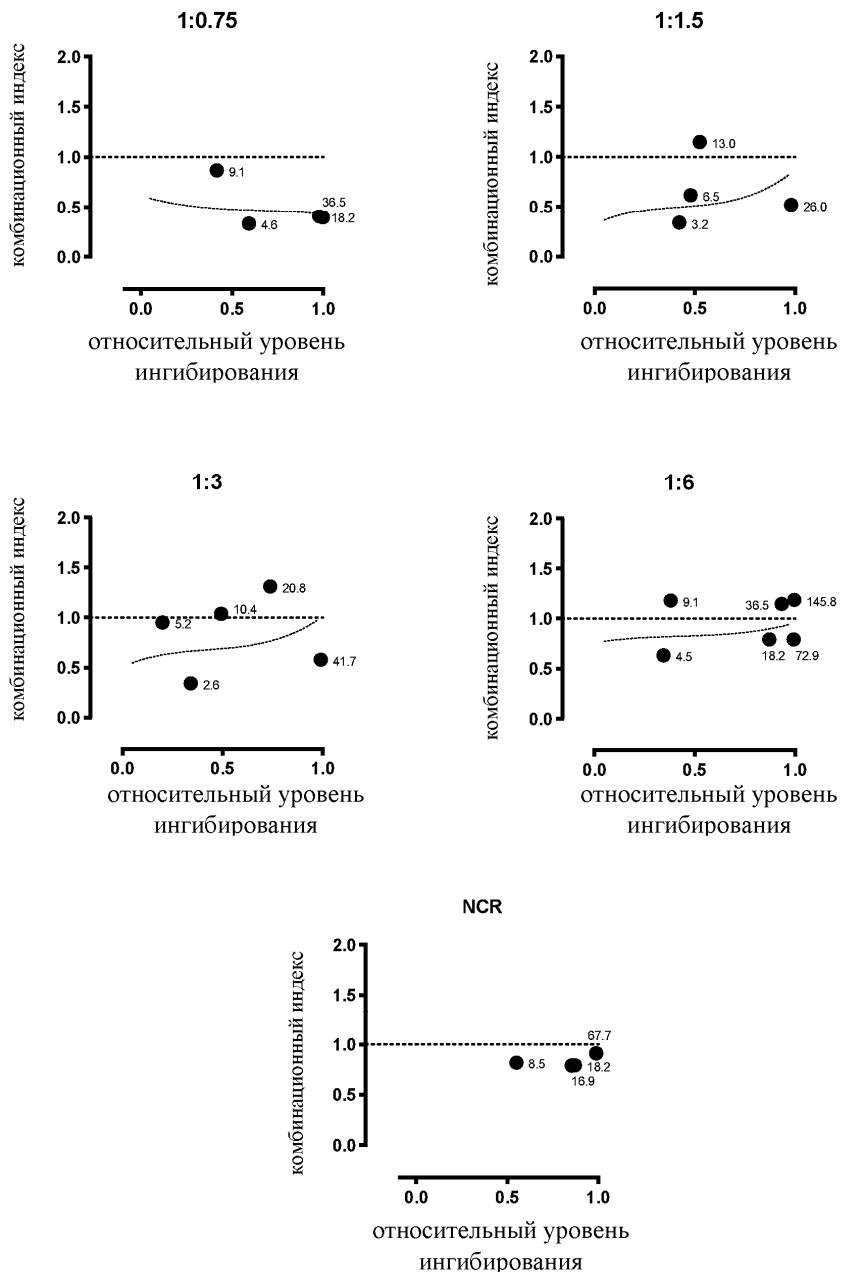 1:0.75
комбинационный индекс
2.0
1.5
1.0
0.5
0.0
9.1
4.6
36.5
18.2
0.0 0.5 1.0
относительный уровень
ингибирования
1:1.5
комбинационный индекс
2.0
1.5
1.0
0.5
0.0
13.0
6.5
3.2
26.0
0.0 0.5 1.0
относительный уровень
ингибирования
1:3
комбинационный индекс
2.0
1.5
1.0
0.5
0.0
20.8
10.4
5.2
2.6
41.7
0.0 0.5 1.0
относительный уровень
ингибирования
1:6
комбинационный индекс
2.0
1.5
1.0
0.5
0.0
9.1
36.5
145.8
4.5
18.2
72.9
0.0 0.5 1.0
относительный уровень
ингибирования
NCR
комбинационный индекс
2.0
1.5
1.0
0.5
0.0
67.7
8.5
18.2
16.9
0.0 0.5 1.0
относительный уровень
ингибирования